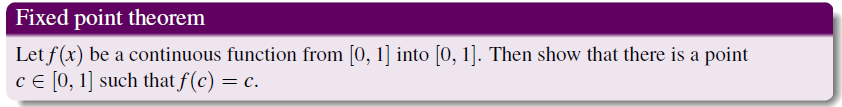 Fixed point theorem
Let f(x) be a continuous function from [0, 1] into [0, 1]. Then show that there is a point
c ∈ [0, 1] such that f(c) = c.